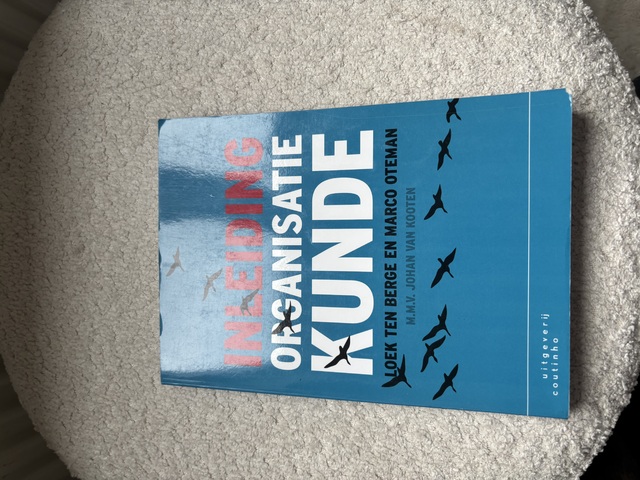 INLEIDING
ORGANISATIE
KUNDE
LOEK TEN BERGE EN MARCO OTEMAN
M.M.V. JOHAN VAN KOOTEN
uitgeverij
coutinho